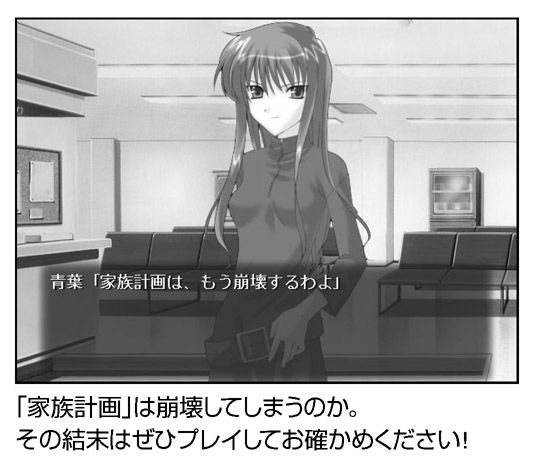 青葉「家族計画は、もう崩壊するわよ」
「家族計画」は崩壊してしまうのか。
その結末はぜひプレイしてお確かめください!